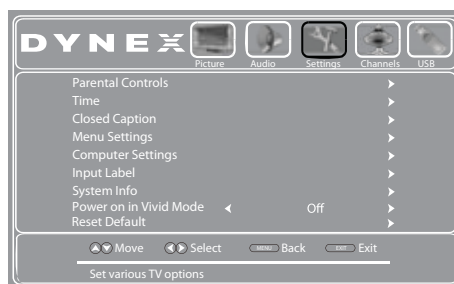 DYNEX
Picture Audio Settings Channels USB
Parental Controls
Time
Closed Caption
Menu Settings
Computer Settings
Input Label
System Info
Power on in Vivid Mode Off
Reset Default
Move Select MENU Back EXIT Exit
Set various TV options